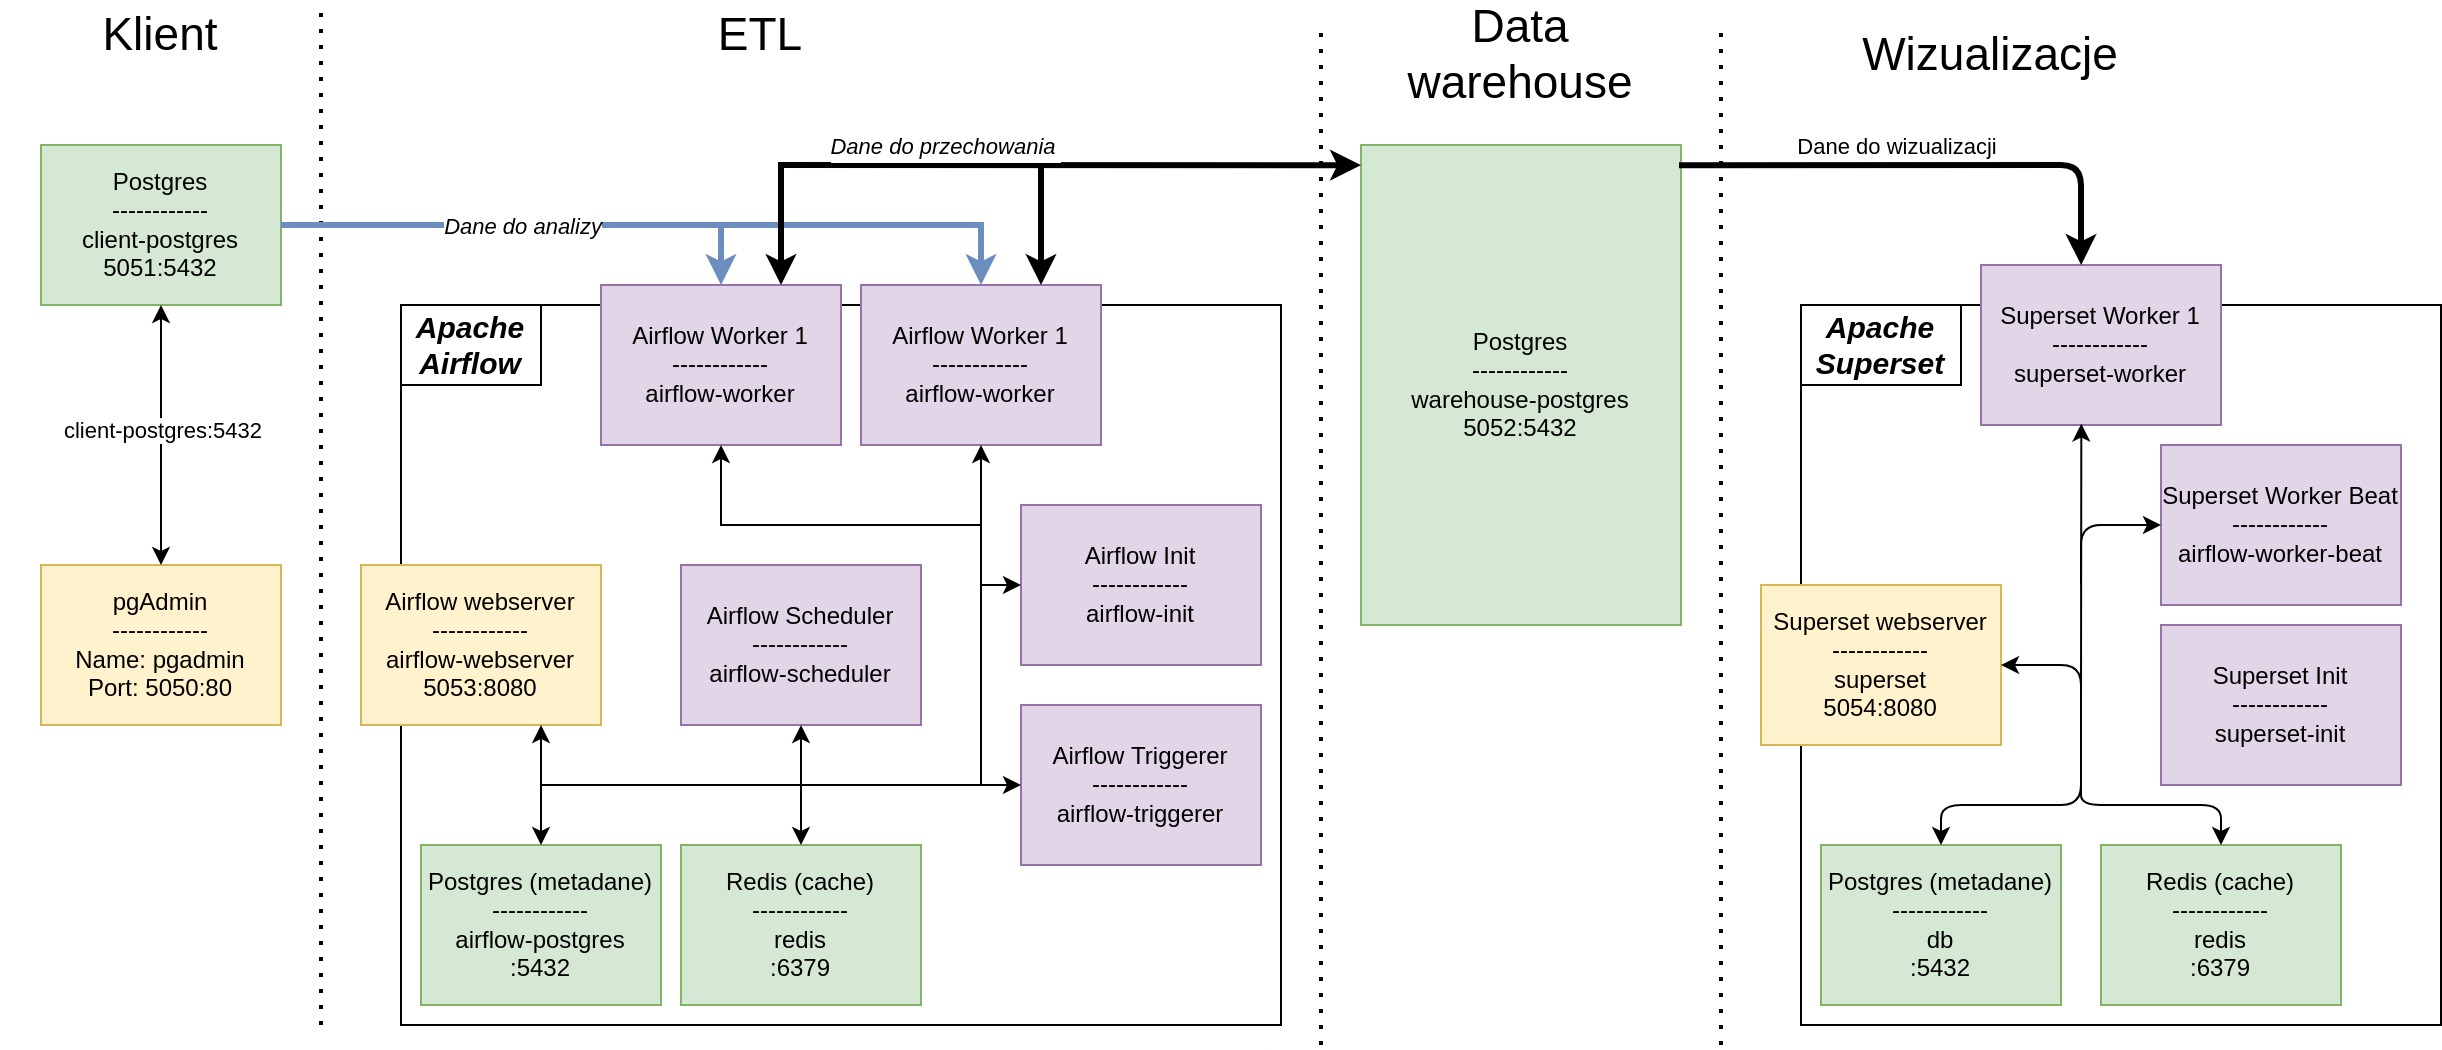 Klient
ETL
Data
warehouse
Wizualizacje
Postgres
------------
client-postgres
5051:5432
client-postgres:5432
pgAdmin
------------
Name: pgadmin
Port: 5050:80
Dane do analizy
Dane do przechowania
Apache
Airflow
Airflow Worker 1
------------
airflow-worker
Airflow Worker 1
------------
airflow-worker
Airflow Init
------------
airflow-init
Airflow webserver
------------
airflow-webserver
5053:8080
Airflow Scheduler
------------
airflow-scheduler
Airflow Triggerer
------------
airflow-triggerer
Postgres (metadane)
------------
airflow-postgres
:5432
Redis (cache)
------------
redis
:6379
Postgres
------------
warehouse-postgres
5052:5432
Dane do wizualizacji
Apache
Superset
Superset Worker 1
------------
superset-worker
Superset Worker Beat
------------
airflow-worker-beat
Superset webserver
------------
superset
5054:8080
Superset Init
------------
superset-init
Postgres (metadane)
------------
db
:5432
Redis (cache)
------------
redis
:6379